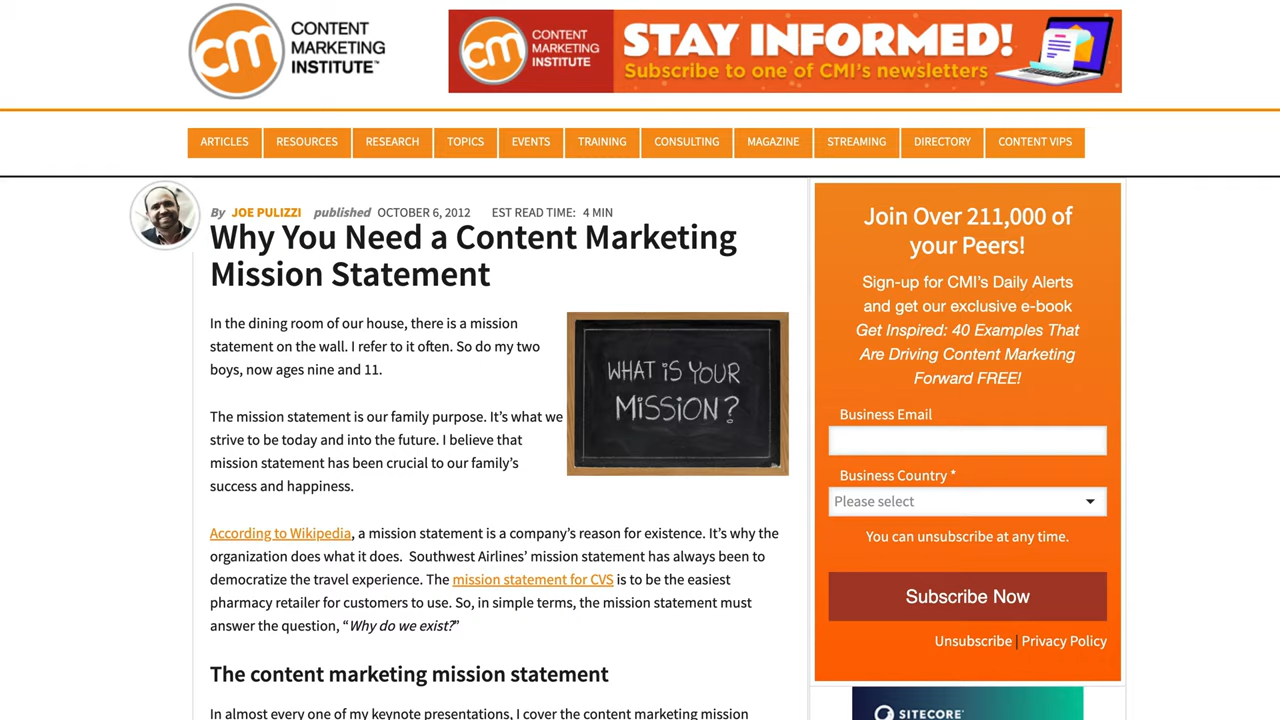 CONTENT
MARKETING
INSTITUTE™
cm
CONTENT
MARKETING
INSTITUTE
cm
STAY INFORMED!
Subscribe to one of CMI's newsletters
ARTICLES
RESOURCES
RESEARCH
TOPICS
EVENTS
TRAINING
CONSULTING
MAGAZINE
STREAMING
DIRECTORY
CONTENT VIPS
By JOE PULIZZI published OCTOBER 6, 2012 EST READ TIME: 4 MIN
Why You Need a Content Marketing
Mission Statement
In the dining room of our house, there is a mission
statement on the wall. I refer to it often. So do my two
boys, now ages nine and 11.
The mission statement is our family purpose. It's what we
strive to be today and into the future. I believe that
mission statement has been crucial to our family's
success and happiness.
WHAT IS YOUR
MISSION?
According to Wikipedia, a mission statement is a company's reason for existence. It's why the
organization does what it does. Southwest Airlines' mission statement has always been to
democratize the travel experience. The mission statement for CVS is to be the easiest
pharmacy retailer for customers to use. So, in simple terms, the mission statement must
answer the question, “Why do we exist?”
The content marketing mission statement
In almost every one of my keynote presentations, I cover the content marketing mission
Join Over 211,000 of
your Peers!
Sign-up for CMI's Daily Alerts
and get our exclusive e-book
Get Inspired: 40 Examples That
Are Driving Content Marketing
Forward FREE!
Business Email
Business Country *
Please select
You can unsubscribe at any time.
Subscribe Now
Unsubscribe | Privacy Policy
SITECORE